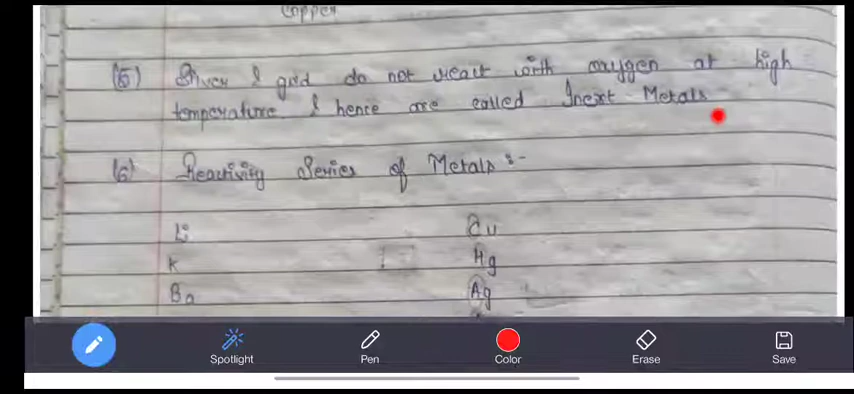 Copper
(5) Silver & gold do not react with oxygen at high
temperature & hence are called Inert Metals
(6) Reactivity Series of Metals :-
Li Cu
K Hg
Ba Ag
Spotlight Pen Color Erase Save